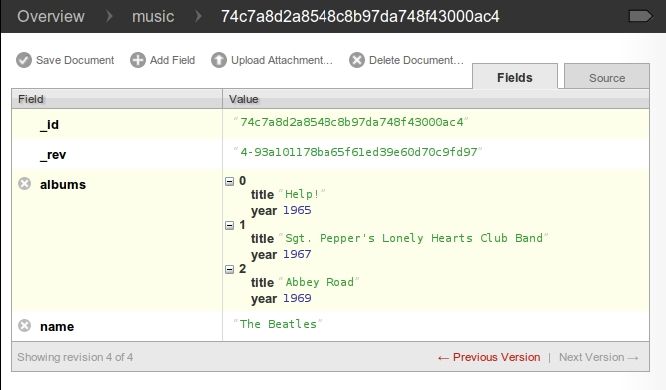 Overview music 74c7a8d2a8548c8b97da748f43000ac4
Save Document Add Field Upload Attachment... Delete Document...
Fields Source
Field Value
_id "74c7a8d2a8548c8b97da748f43000ac4"
_rev "4-93a101178ba65f61ed39e60d70c9fd97"
albums
0
title "Help!"
year 1965
1
title "Sgt. Pepper's Lonely Hearts Club Band"
year 1967
2
title "Abbey Road"
year 1969
name "The Beatles"
Showing revision 4 of 4 ← Previous Version | Next Version →